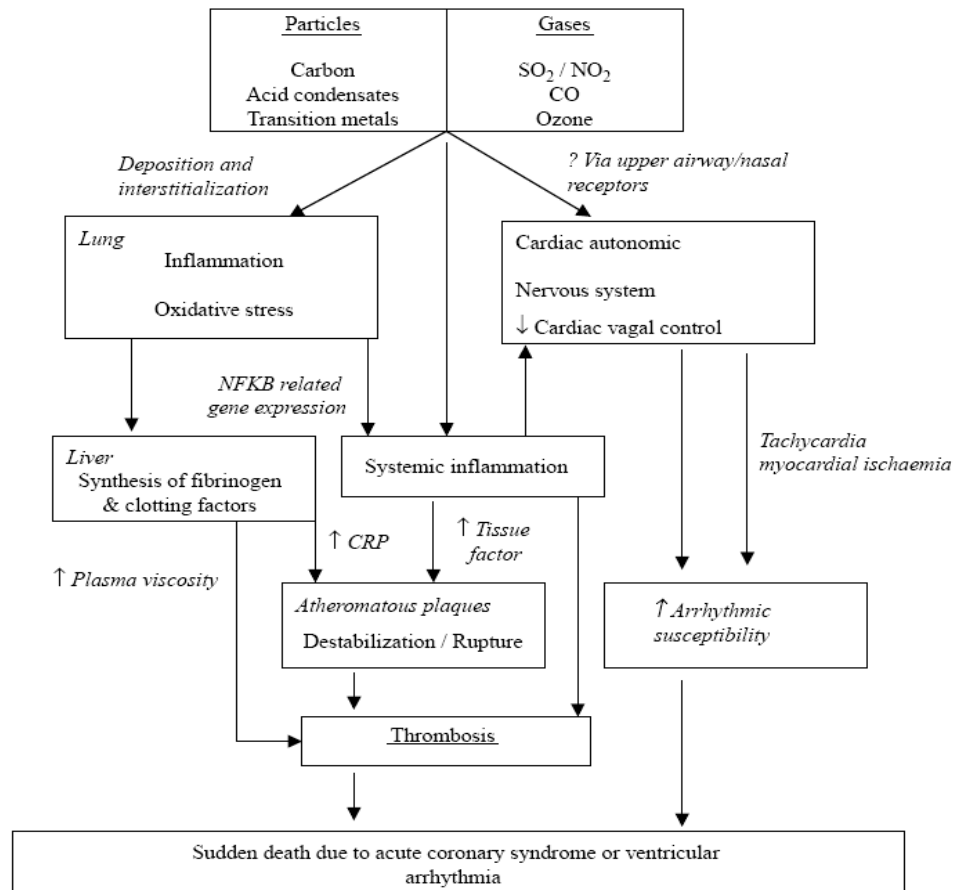 Particles
Carbon
Acid condensates
Transition metals
Gases
SO₂ / NO₂
CO
Ozone
Deposition and
interstitialization
? Via upper airway/nasal
receptors
Lung
Inflammation
Oxidative stress
Cardiac autonomic
Nervous system
↓ Cardiac vagal control
NFKB related
gene expression
Tachycardia
myocardial ischaemia
Liver
Synthesis of fibrinogen
& clotting factors
Systemic inflammation
↑ Plasma viscosity
↑ CRP
↑ Tissue
factor
Atheromatous plaques
Destabilization / Rupture
↑ Arrhythmic
susceptibility
Thrombosis
Sudden death due to acute coronary syndrome or ventricular
arrhythmia